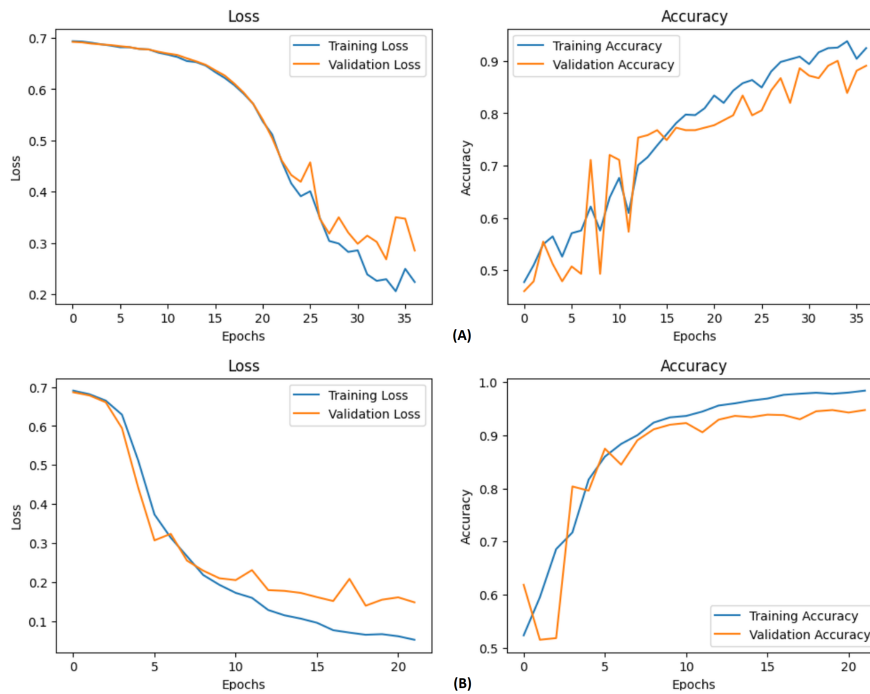 Loss
0.7
0.6
0.5
0.4
0.3
0.2
Loss
0 5 10 15 20 25 30 35
Epochs
Training Loss
Validation Loss
Accuracy
0.9
0.8
0.7
0.6
0.5
Accuracy
0 5 10 15 20 25 30 35
Epochs
Training Accuracy
Validation Accuracy
(A)
Loss
0.7
0.6
0.5
0.4
0.3
0.2
0.1
Loss
0 5 10 15 20
Epochs
Training Loss
Validation Loss
Accuracy
1.0
0.9
0.8
0.7
0.6
0.5
Accuracy
0 5 10 15 20
Epochs
Training Accuracy
Validation Accuracy
(B)